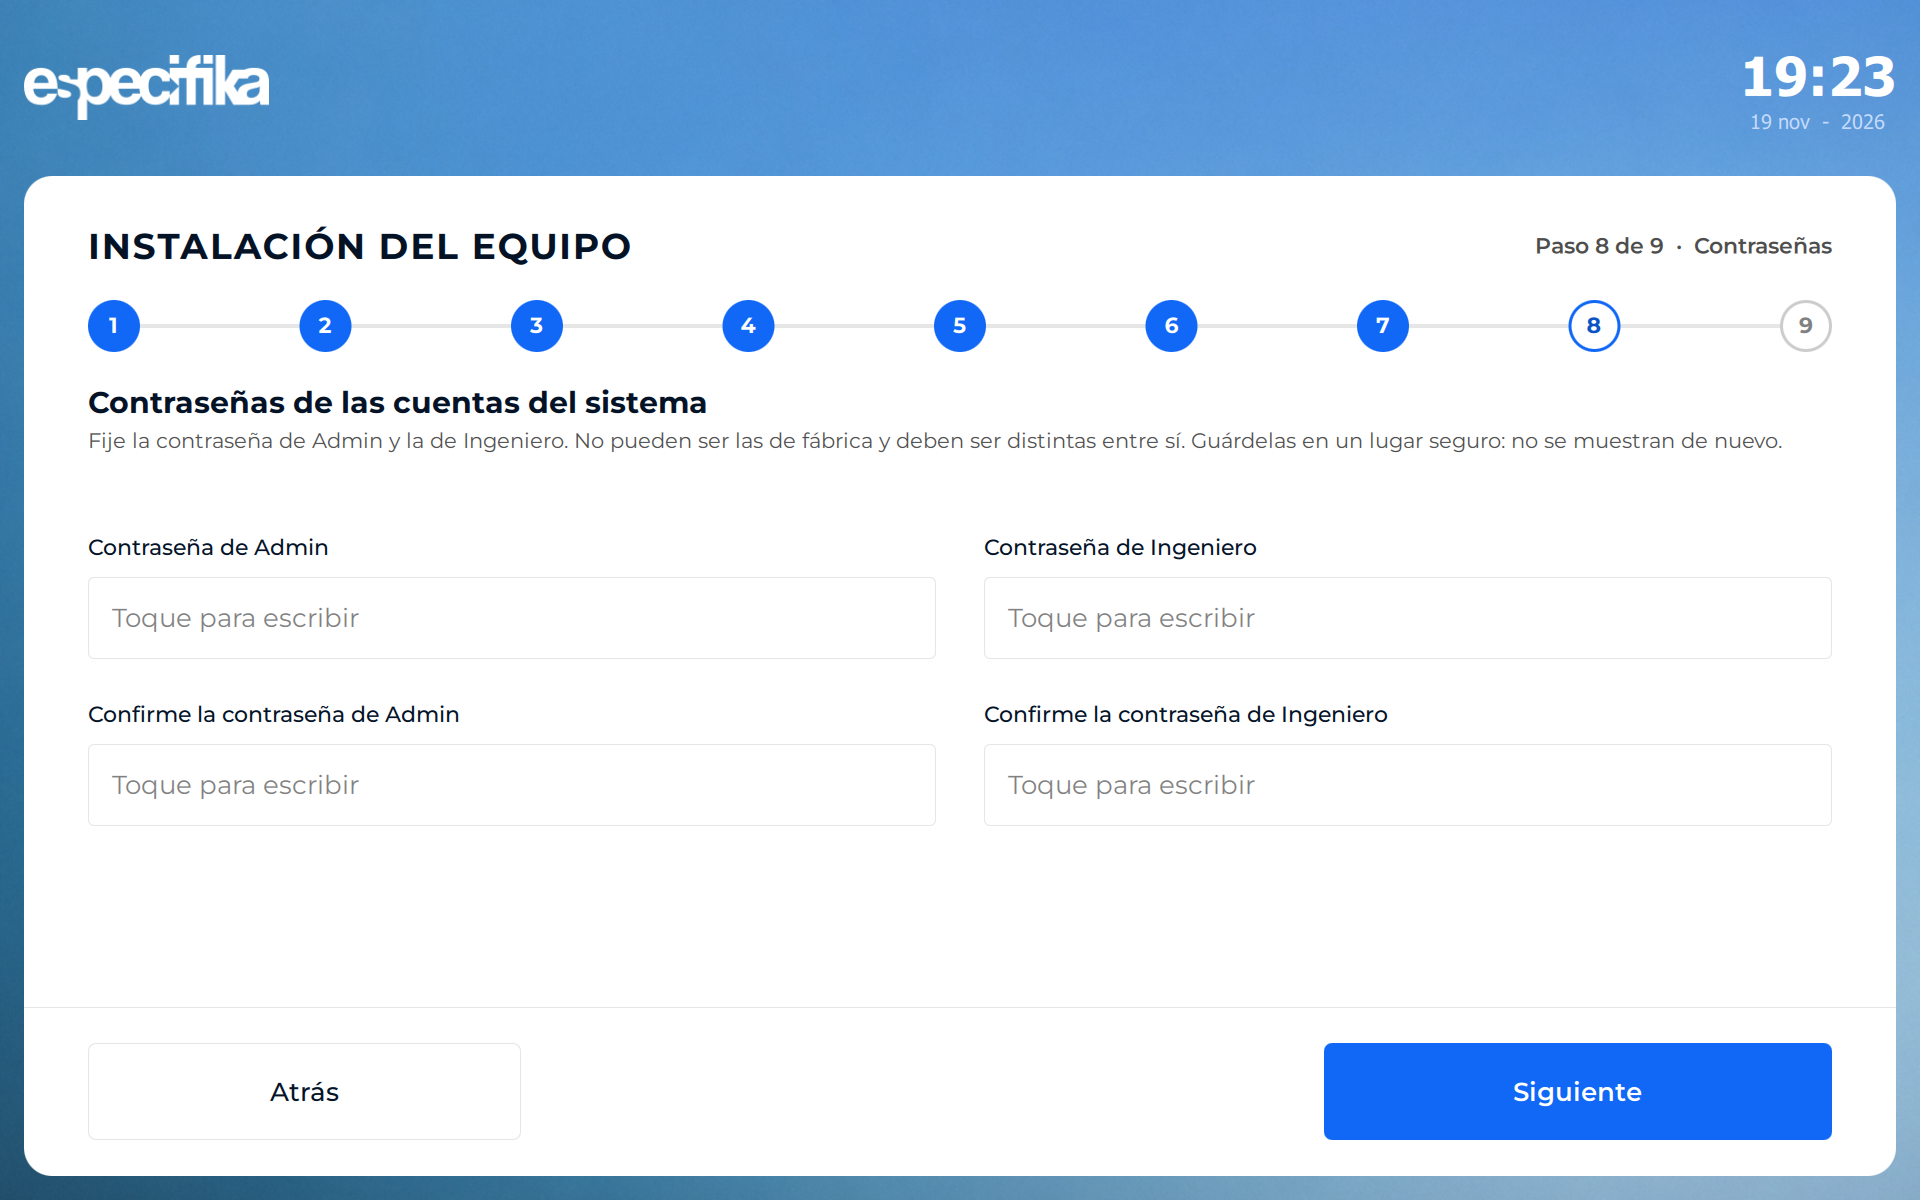 especifika
19:23
19 nov - 2026
INSTALACIÓN DEL EQUIPO
Paso 8 de 9 · Contraseñas
1 2 3 4 5 6 7 8 9
Contraseñas de las cuentas del sistema
Fije la contraseña de Admin y la de Ingeniero. No pueden ser las de fábrica y deben ser distintas entre sí. Guárdelas en un lugar seguro: no se muestran de nuevo.
Contraseña de Admin
Toque para escribir
Contraseña de Ingeniero
Toque para escribir
Confirme la contraseña de Admin
Toque para escribir
Confirme la contraseña de Ingeniero
Toque para escribir
Atrás
Siguiente